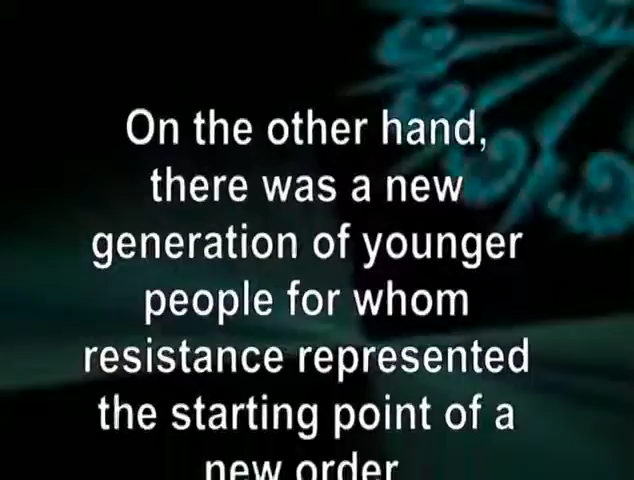 On the other hand,
there was a new
generation of younger
people for whom
resistance represented
the starting point of a
new order